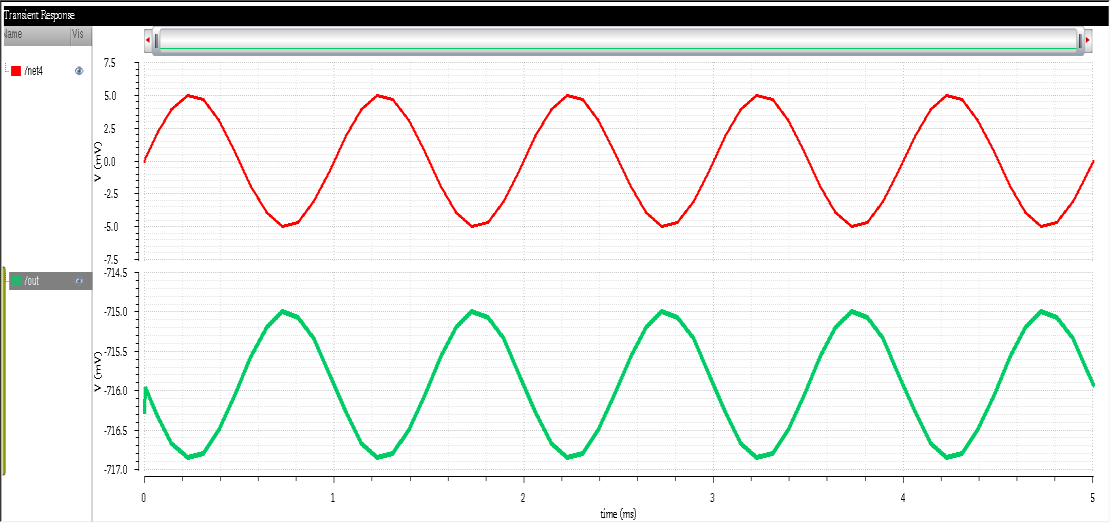 Transient Response
Name Vis
/net4
/out
7.5
5.0
2.5
0.0
-2.5
-5.0
-7.5
V (mV)
-714.5
-715.0
-715.5
-716.0
-716.5
-717.0
V (mV)
0 1 2 3 4 5
time (ms)